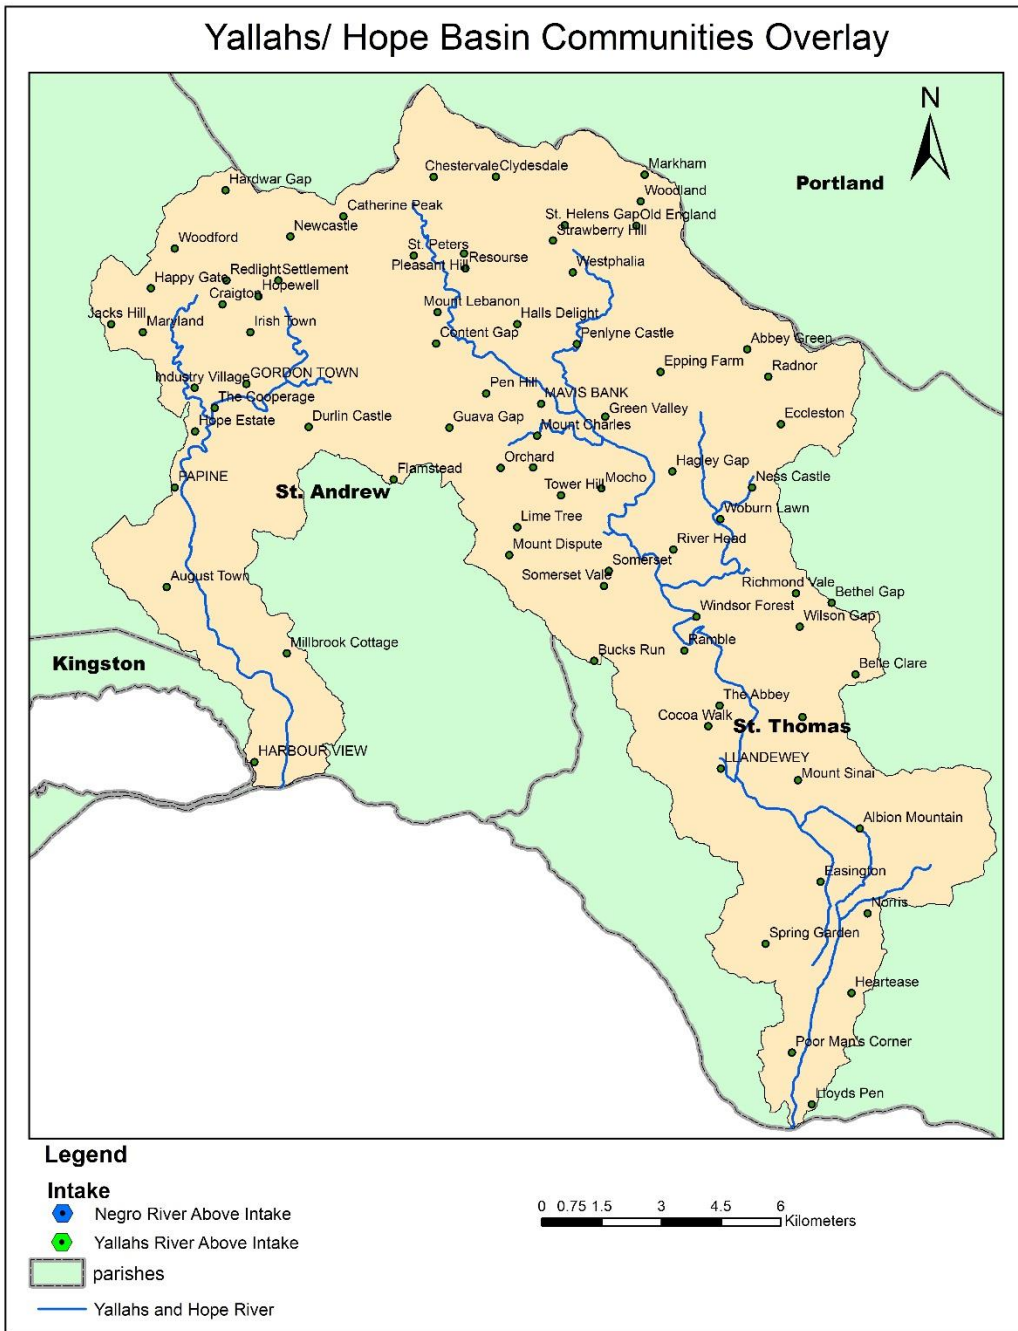 Yallahs/ Hope Basin Communities Overlay
N
Portland
Chestervale
Clydesdale
Markham
Hardwar Gap
Woodland
Catherine Peak
St. Helens Gap
Old England
Newcastle
Strawberry Hill
Woodford
St. Peters
Resourse
Pleasant Hill
Westphalia
Happy Gate
Redlight
Settlement
Hopewell
Craigton
Mount Lebanon
Jacks Hill
Maryland
Irish Town
Halls Delight
Content Gap
Penlyne Castle
Abbey Green
Epping Farm
Radnor
Industry Village
GORDON TOWN
Pen Hill
MAVIS BANK
The Cooperage
Durlin Castle
Guava Gap
Green Valley
Eccleston
Hope Estate
Mount Charles
Flamstead
Orchard
Hagley Gap
PAPINE
St. Andrew
Tower Hill
Mocho
Ness Castle
Lime Tree
Woburn Lawn
Mount Dispute
River Head
August Town
Somerset
Somerset Vale
Richmond Vale
Bethel Gap
Windsor Forest
Wilson Gap
Millbrook Cottage
Bucks Run
Ramble
Kingston
Belle Clare
The Abbey
Cocoa Walk
St. Thomas
HARBOUR VIEW
LLANDEWEY
Mount Sinai
Albion Mountain
Easington
Norris
Spring Garden
Heartease
Poor Man's Corner
Lloyds Pen
Legend
Intake
Negro River Above Intake
Yallahs River Above Intake
parishes
Yallahs and Hope River
0 0.75 1.5 3 4.5 6
Kilometers